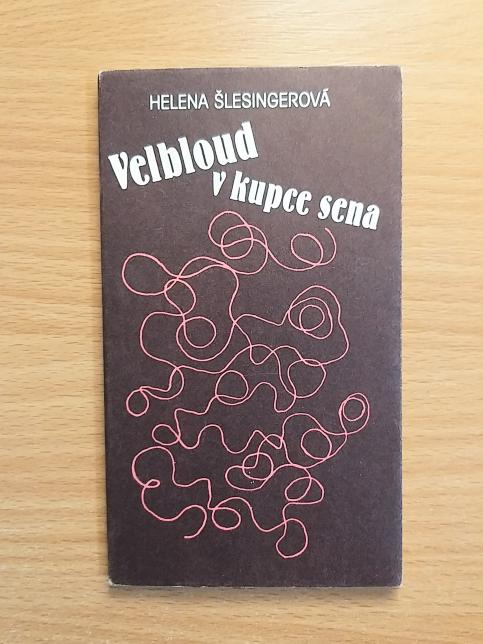 HELENA ŠLESINGEROVÁ
Velbloud
v kupce sena